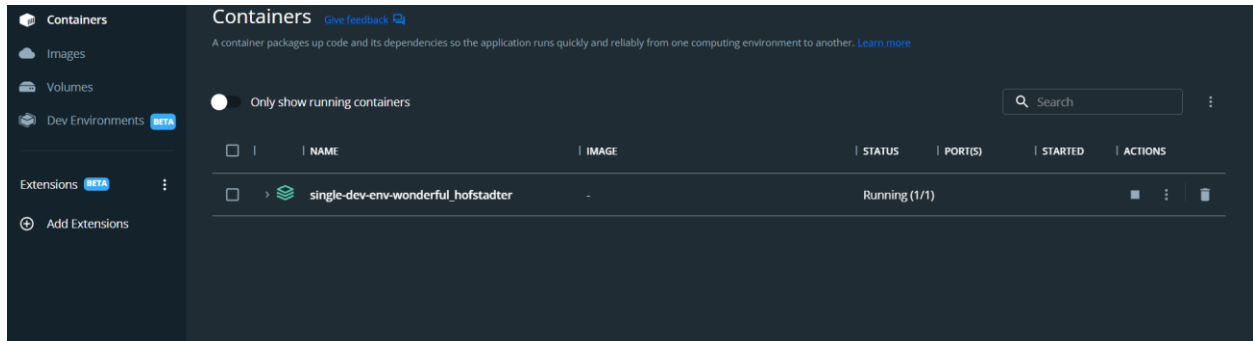 Containers
Images
Volumes
Dev Environments BETA
Extensions BETA
Add Extensions
Containers Give feedback
A container packages up code and its dependencies so the application runs quickly and reliably from one computing environment to another. Learn more
Only show running containers
Search
NAME IMAGE STATUS PORT(S) STARTED ACTIONS
single-dev-env-wonderful_hofstadter - Running (1/1)